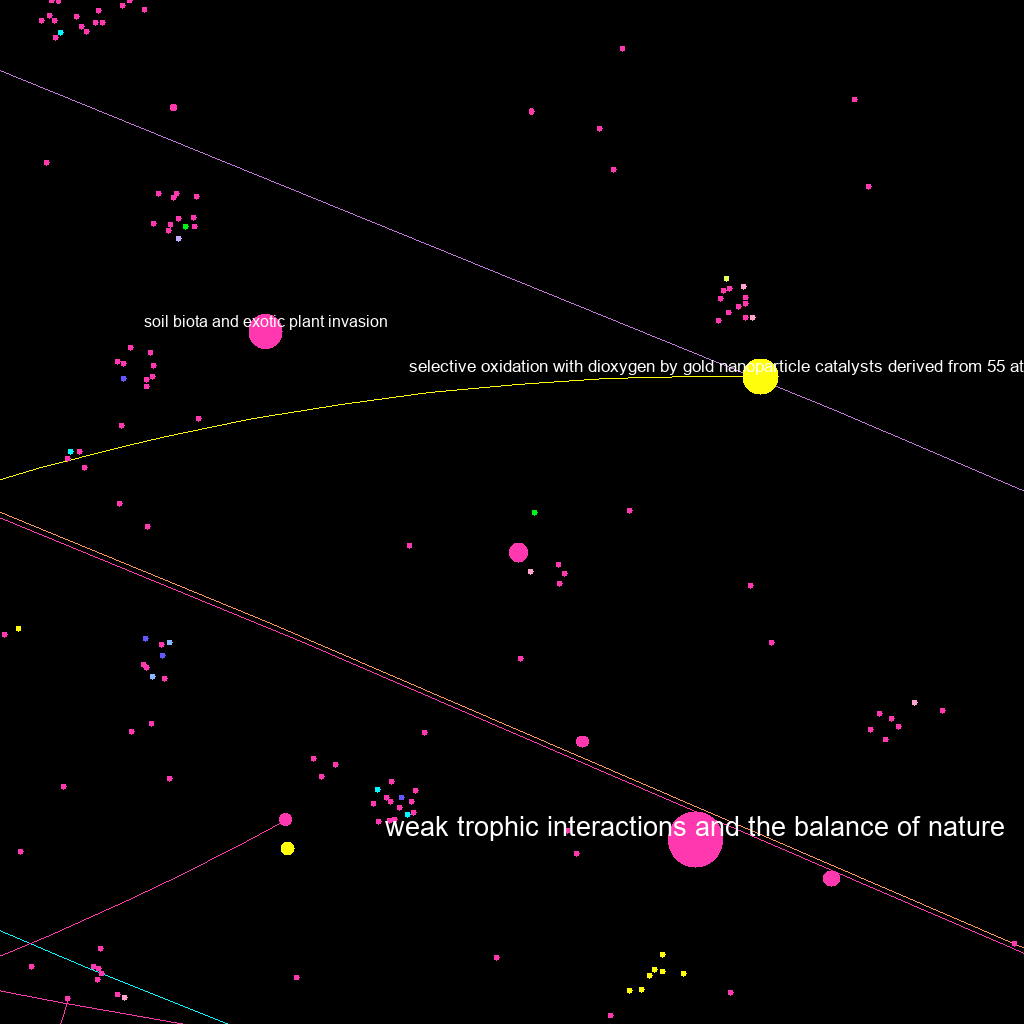 soil biota and exotic plant invasion
selective oxidation with dioxygen by gold nanoparticle catalysts derived from 55 at
weak trophic interactions and the balance of nature